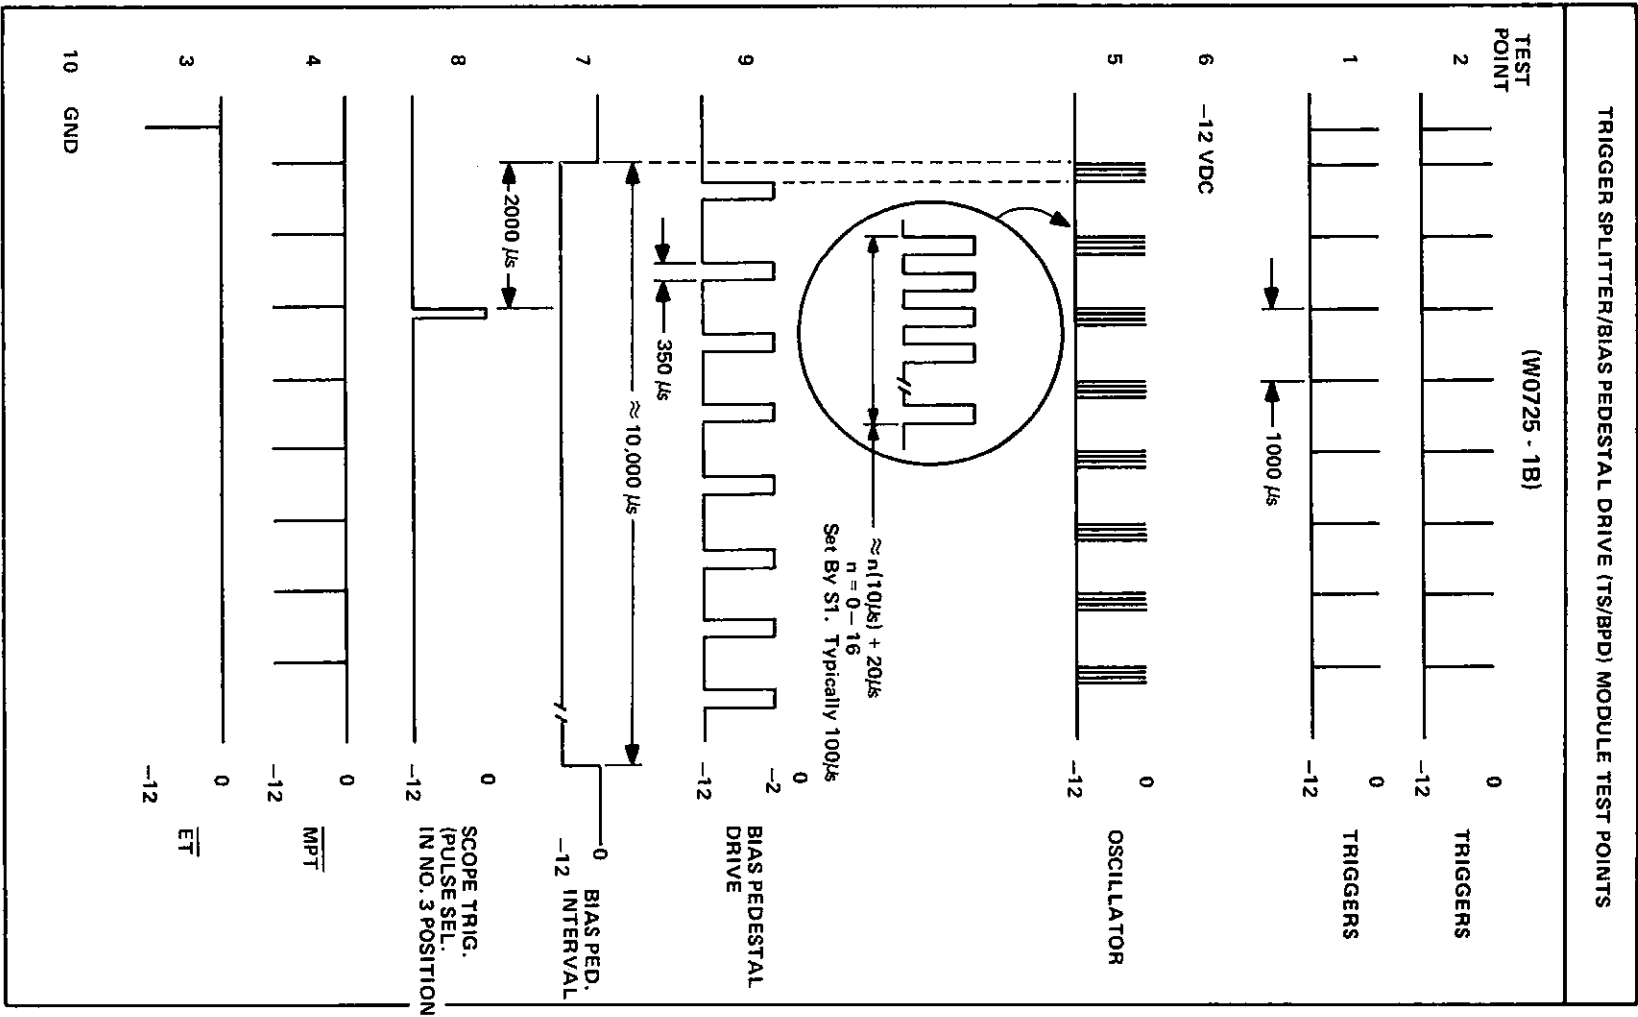 TRIGGER SPLITTER/BIAS PEDESTAL DRIVE (TS/BPD) MODULE TEST POINTS
(W0725 - 1B)
TEST
POINT
2
0
-12
TRIGGERS
1
1000 μs
0
-12
TRIGGERS
6
-12 VDC
5
0
-12
OSCILLATOR
≈ n(10μs) + 20μs
n = 0 - 16
Set By S1. Typically 100μs
9
350 μs
0
-2
-12
BIAS PEDESTAL
DRIVE
7
≈ 10,000 μs
0
-12
BIAS PED.
INTERVAL
8
2000 μs
0
-12
SCOPE TRIG.
(PULSE SEL.
IN NO. 3 POSITION
4
0
-12
MPT
3
0
-12
ET
10
GND